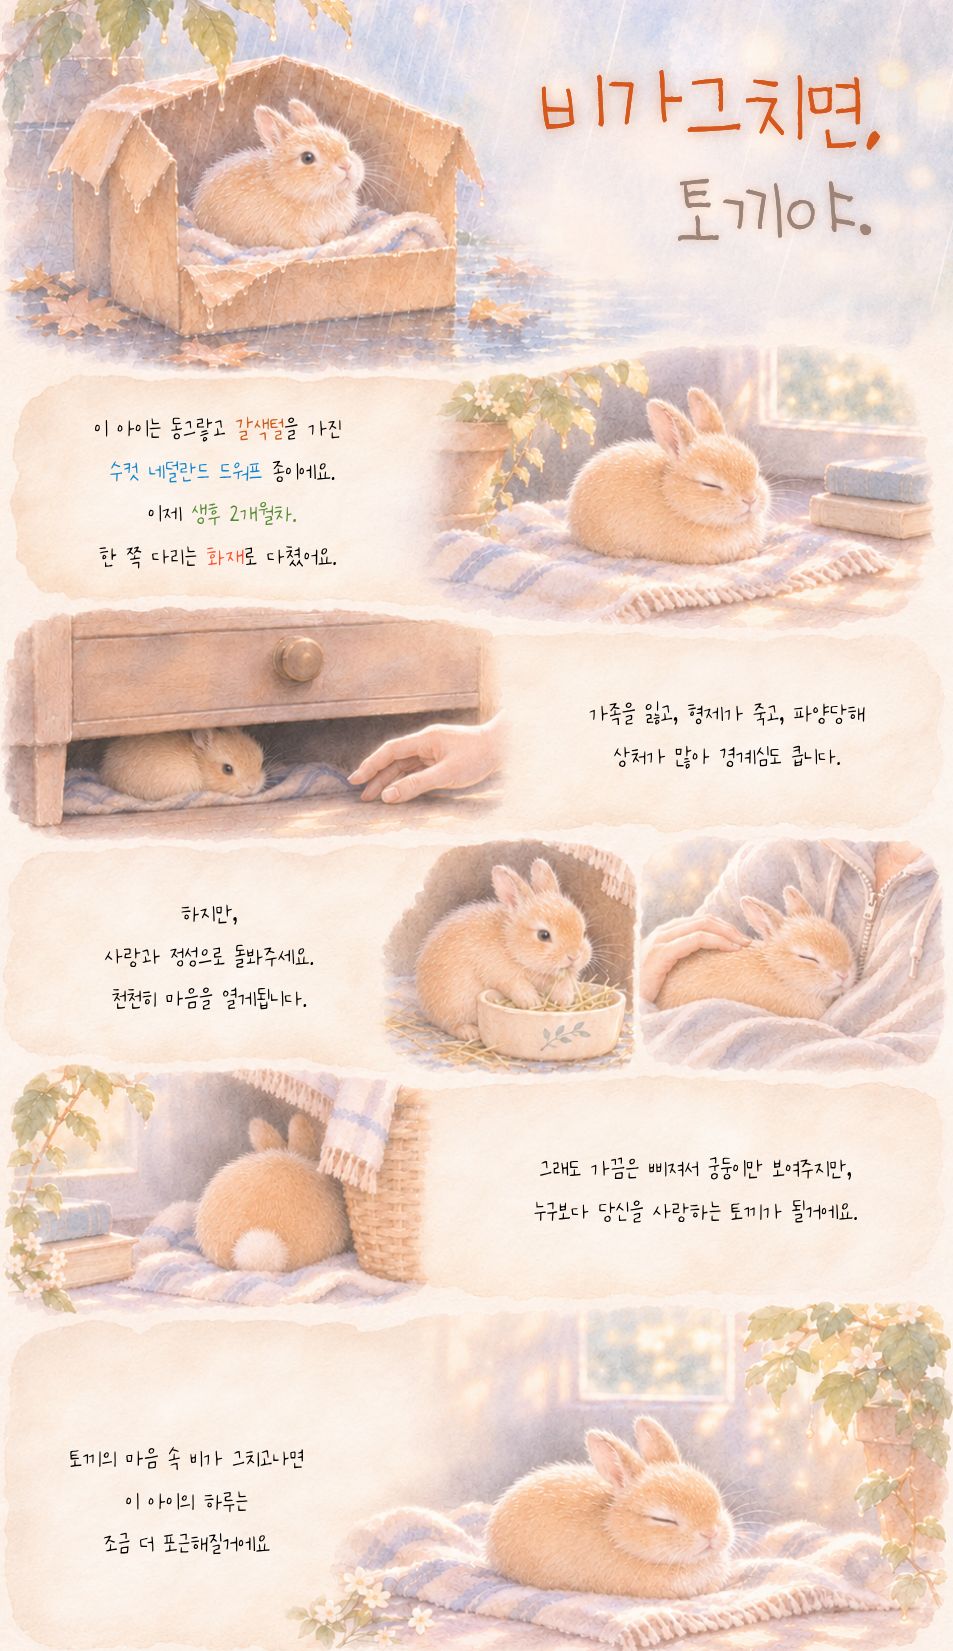 비가그치면,
토끼야.
이 아이는 동그랗고 갈색털을 가진
수컷 네덜란드 드워프 종이에요.
이제 생후 2개월차.
한 쪽 다리는 화재로 다쳤어요.
가족을 잃고, 형제가 죽고, 파양당해
상처가 많아 경계심도 큽니다.
하지만,
사랑과 정성으로 돌봐주세요.
천천히 마음을 열게됩니다.
그래도 가끔은 삐져서 궁둥이만 보여주지만,
누구보다 당신을 사랑하는 토끼가 될거에요.
토끼의 마음 속 비가 그치고나면
이 아이의 하루는
조금 더 포근해질거에요